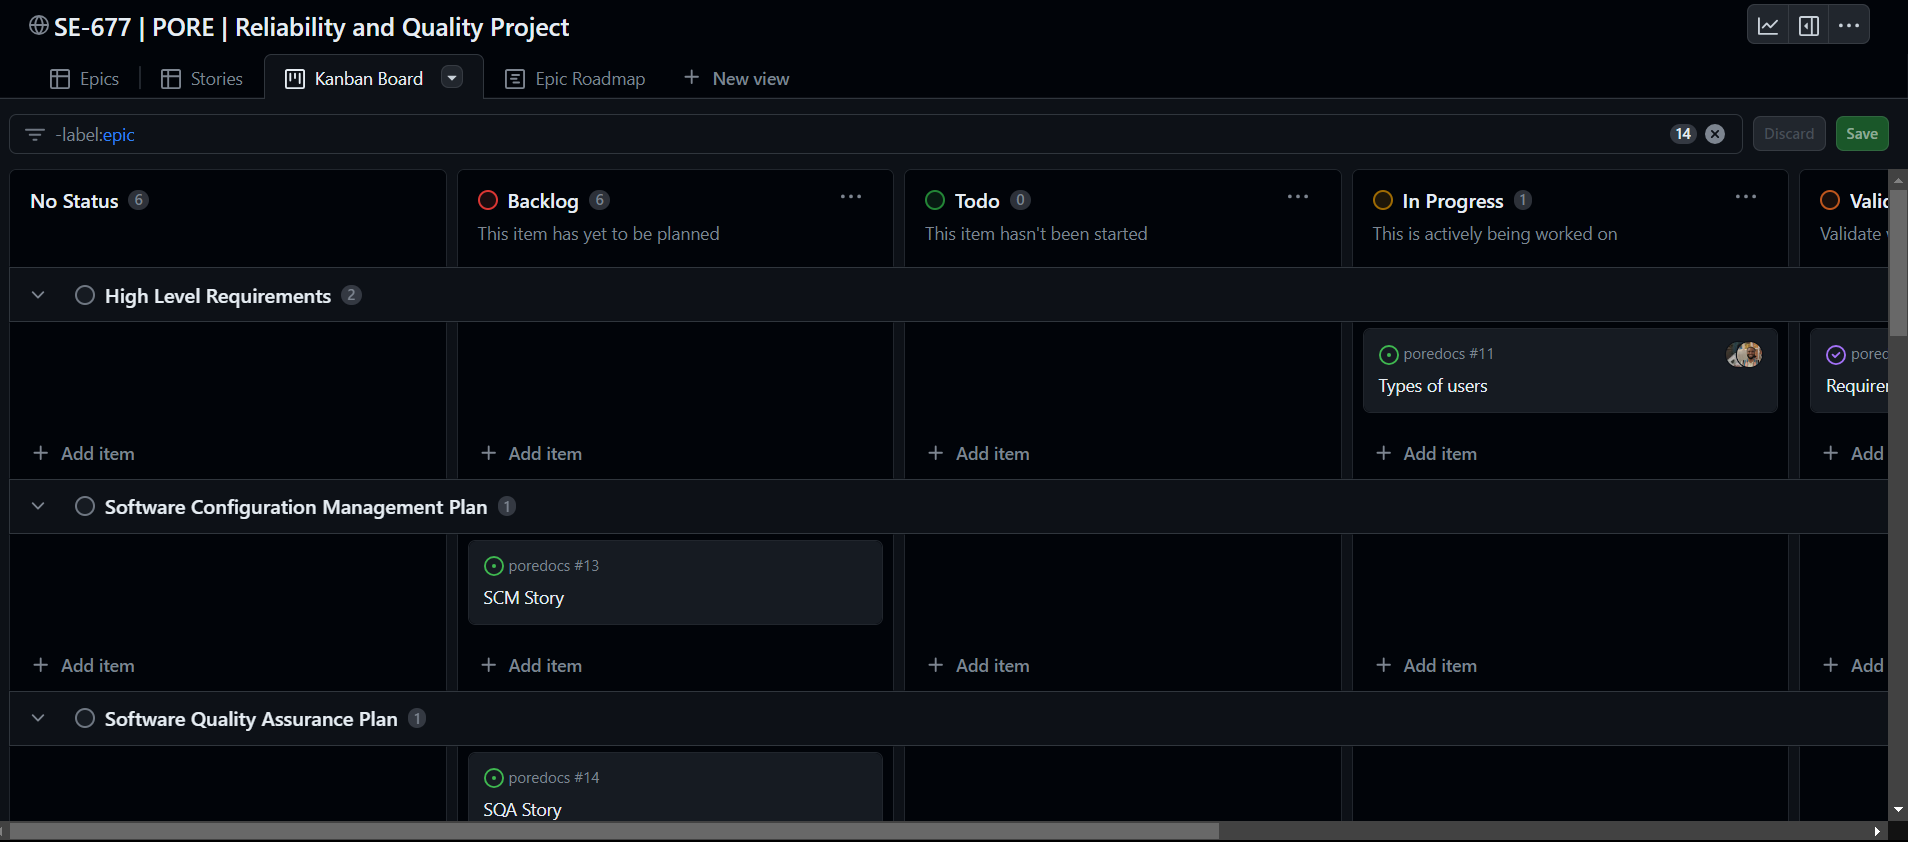 SE-677 | PORE | Reliability and Quality Project
Epics
Stories
Kanban Board
Epic Roadmap
New view
-label:epic
14
Discard
Save
No Status 6
Backlog 6
This item has yet to be planned
Todo 0
This item hasn't been started
In Progress 1
This is actively being worked on
Valid
Validate
High Level Requirements 2
poredocs #11
Types of users
pored
Requirer
Add item
Add item
Add item
Add item
Add
Software Configuration Management Plan 1
poredocs #13
SCM Story
Add item
Add item
Add item
Add item
Add
Software Quality Assurance Plan 1
poredocs #14
SQA Story